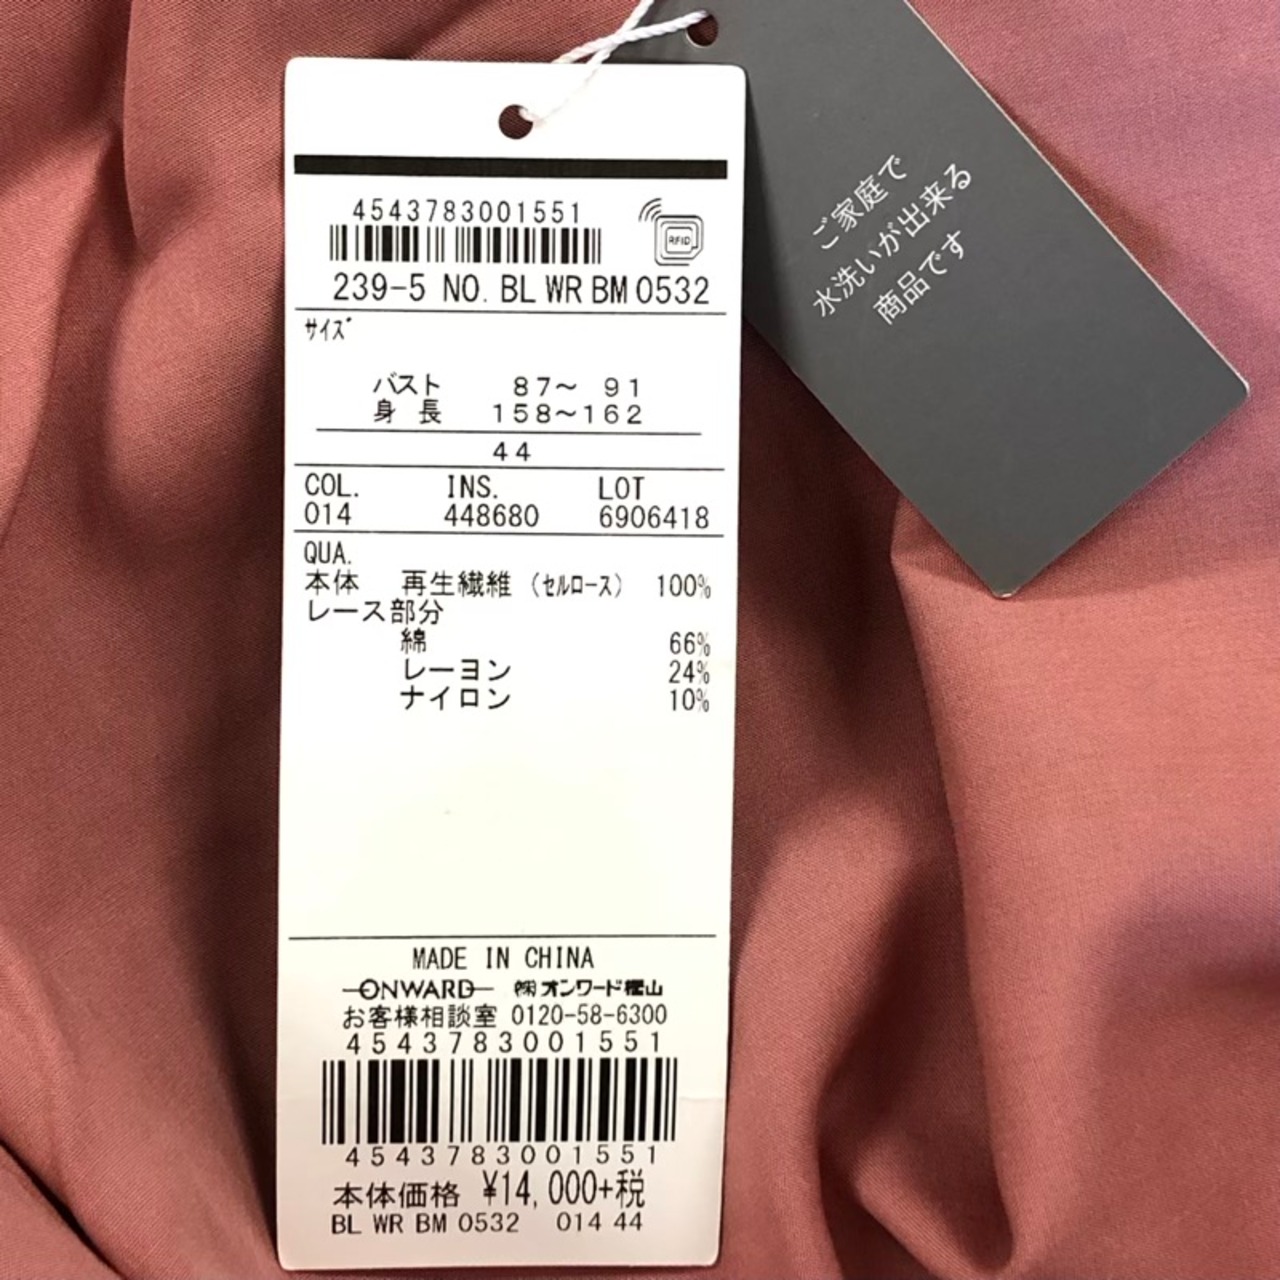 4543783001551
RFID
239-5 NO. BL WR BM 0532
サイズ
バスト 87〜 91
身 長 158〜162
44
COL. INS. LOT
014 448680 6906418
QUA.
本体 再生繊維 (セルロース) 100%
レース部分
綿 66%
レーヨン 24%
ナイロン 10%
MADE IN CHINA
ONWARD ㈱オンワード樫山
お客様相談室 0120-58-6300
4543783001551
4543783001551
本体価格 ¥14,000+税
BL WR BM 0532 014 44
ご家庭で
水洗いが出来る
商品です